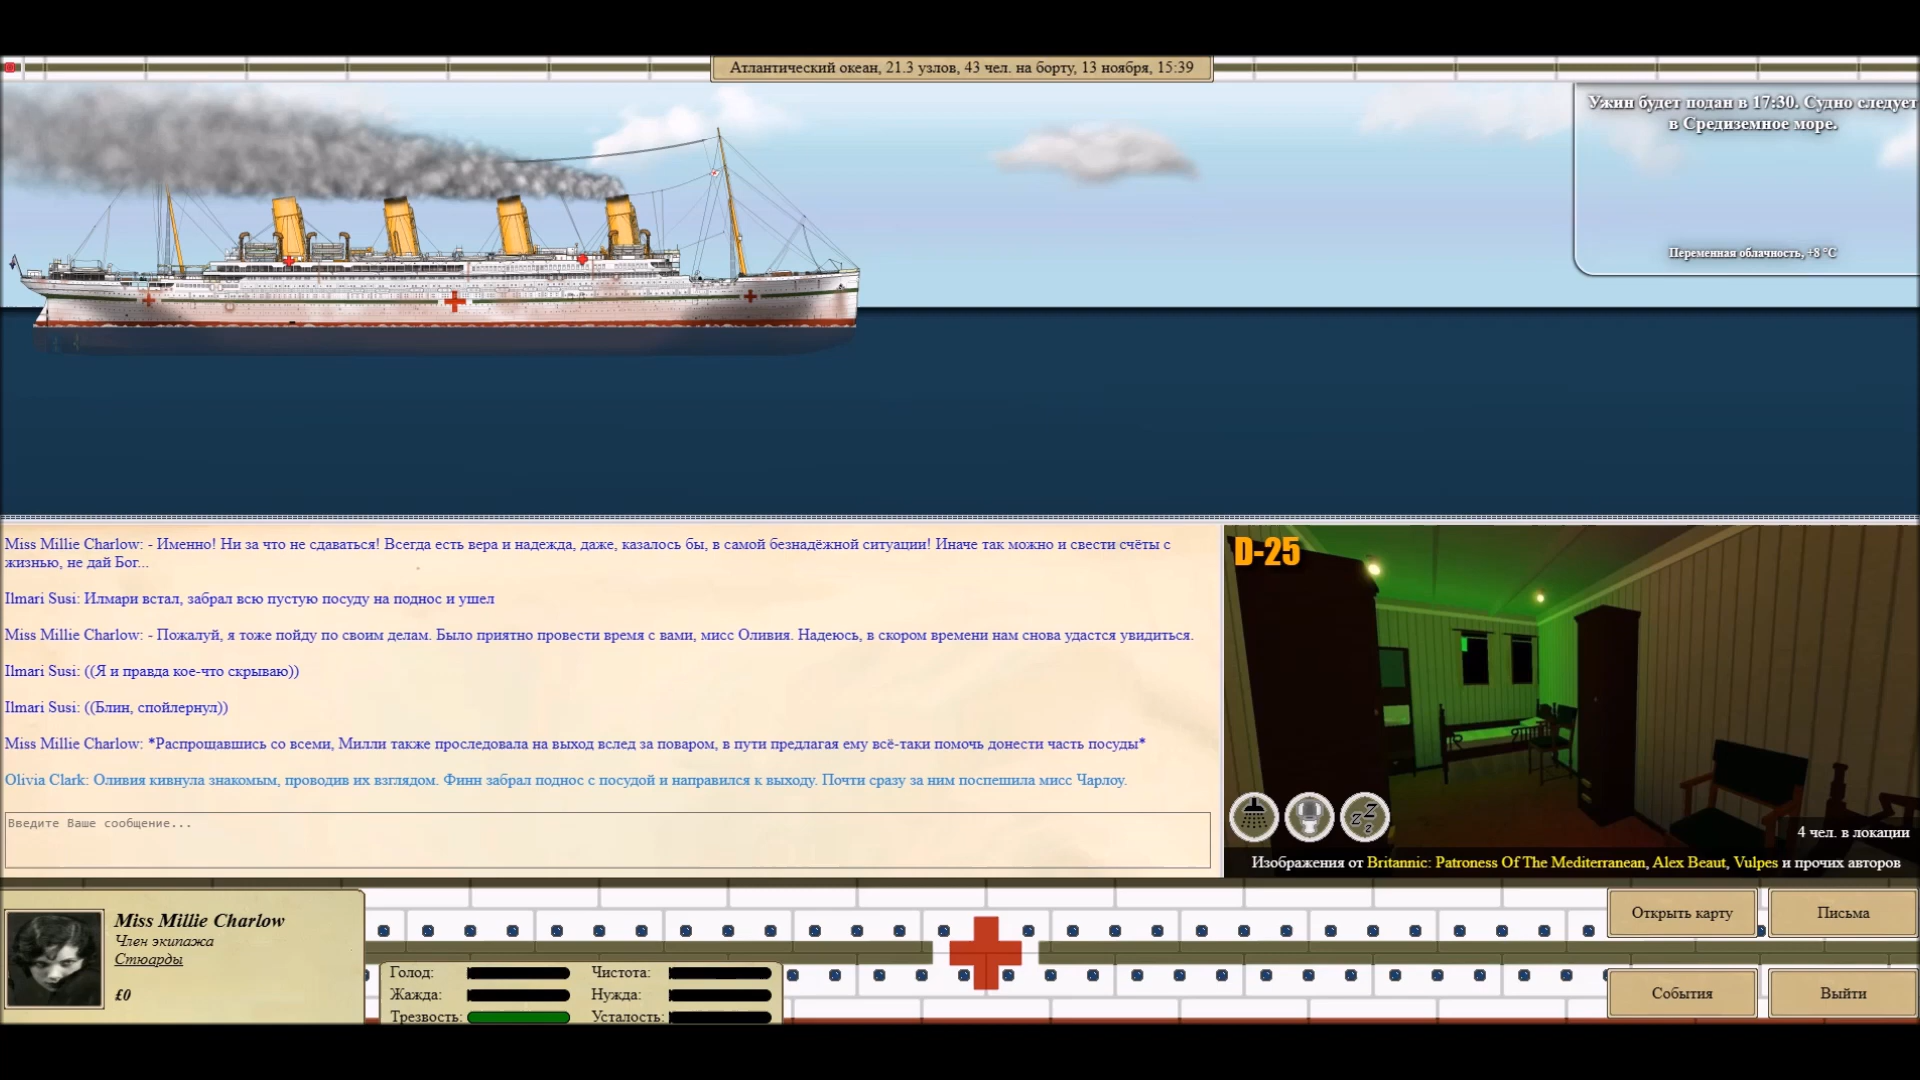 Атлантический океан, 21.3 узлов, 43 чел. на борту, 13 ноября, 15:39
Ужин будет подан в 17:30. Судно следует
в Средиземное море.
Переменная облачность, +8 °C
Miss Millie Charlow: - Именно! Ни за что не сдаваться! Всегда есть вера и надежда, даже, казалось бы, в самой безнадёжной ситуации! Иначе так можно и свести счёты с
жизнью, не дай Бог...
Ilmari Susi: Илмари встал, забрал всю пустую посуду на поднос и ушел
Miss Millie Charlow: - Пожалуй, я тоже пойду по своим делам. Было приятно провести время с вами, мисс Оливия. Надеюсь, в скором времени нам снова удастся увидиться.
Ilmari Susi: ((Я и правда кое-что скрываю))
Ilmari Susi: ((Блин, спойлернул))
Miss Millie Charlow: *Распрощавшись со всеми, Милли также проследовала на выход вслед за поваром, в пути предлагая ему всё-таки помочь донести часть посуды*
Olivia Clark: Оливия кивнула знакомым, проводив их взглядом. Финн забрал поднос с посудой и направился к выходу. Почти сразу за ним поспешила мисс Чарлоу.
Введите Ваше сообщение...
D-25
4 чел. в локации
Изображения от Britannic: Patroness Of The Mediterranean, Alex Beaut, Vulpes и прочих авторов
Miss Millie Charlow
Член экипажа
Стюарды
£0
Голод:
Чистота:
Жажда:
Нужда:
Трезвость:
Усталость:
Открыть карту
Письма
События
Выйти